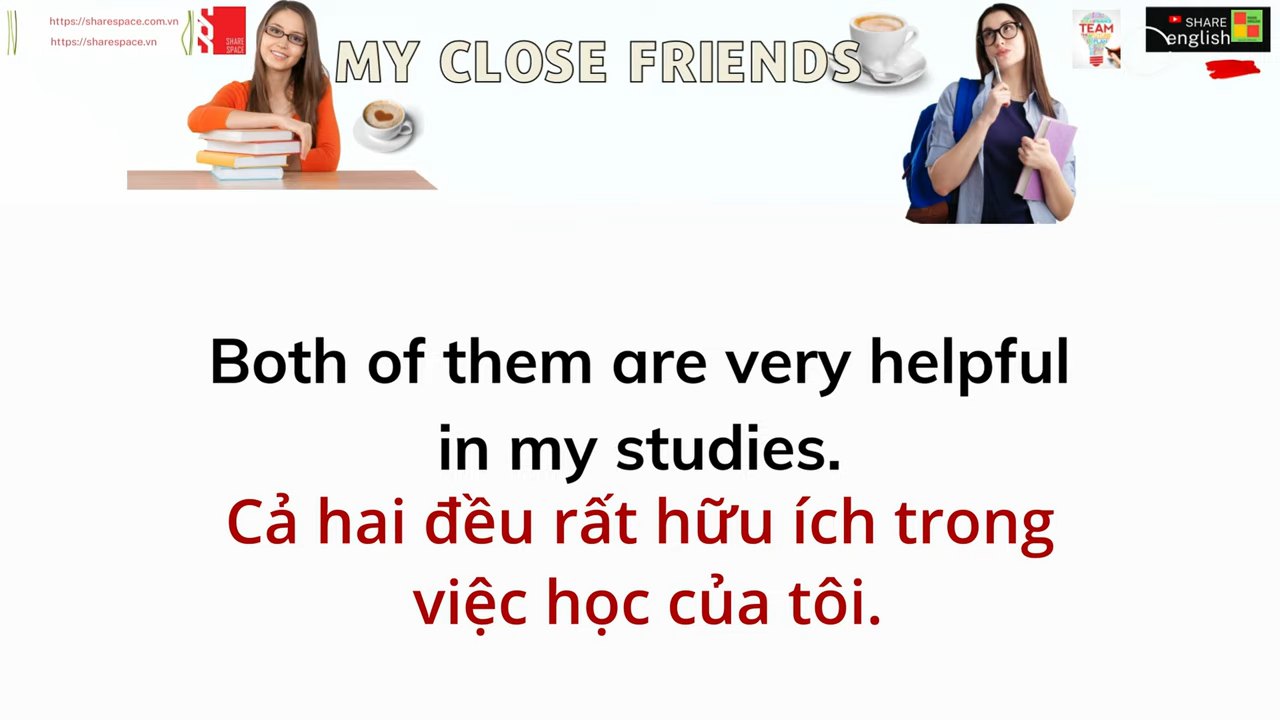 https://sharespace.com.vn
https://sharespace.vn
SHARE
SPACE
MY CLOSE FRIENDS
TEAM
SHARE
english
Both of them are very helpful
in my studies.
Cả hai đều rất hữu ích trong
việc học của tôi.